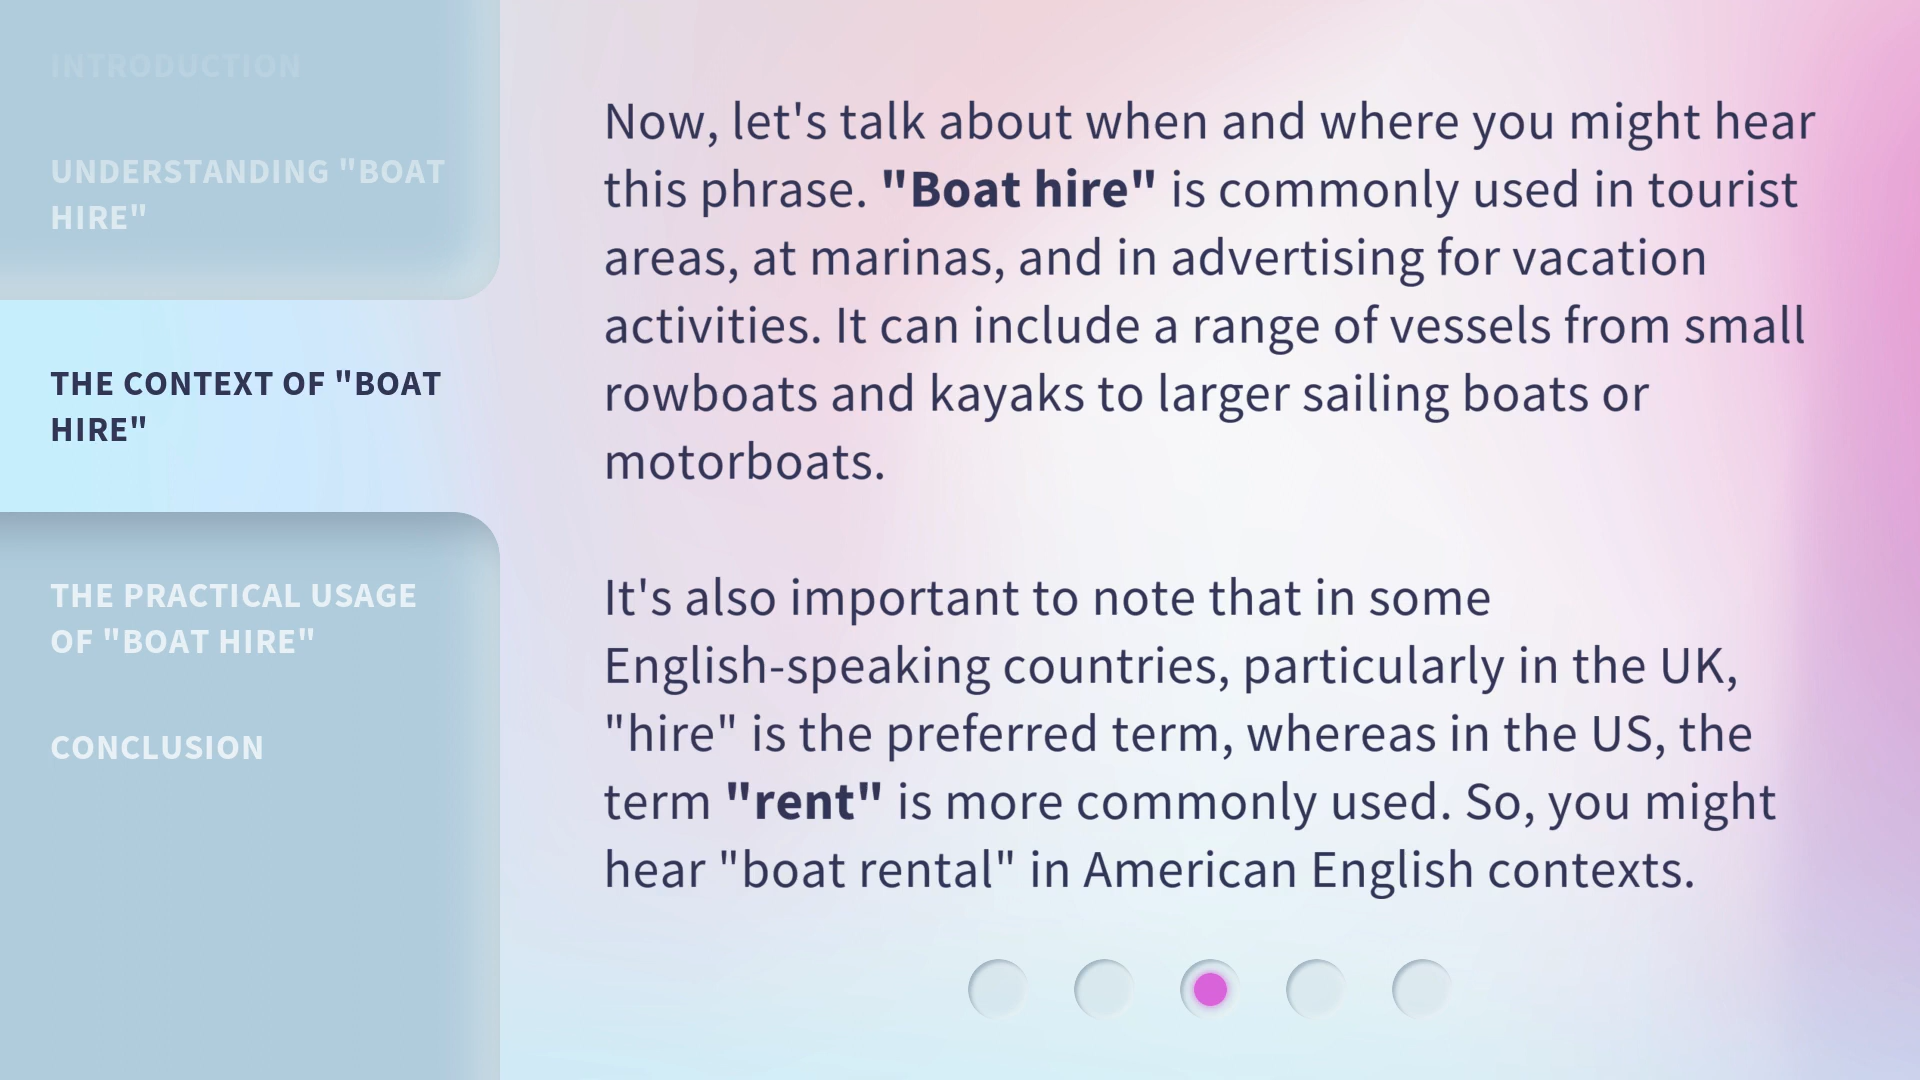 INTRODUCTION
UNDERSTANDING "BOAT
HIRE"
THE CONTEXT OF "BOAT
HIRE"
THE PRACTICAL USAGE
OF "BOAT HIRE"
CONCLUSION
Now, let's talk about when and where you might hear
this phrase. "Boat hire" is commonly used in tourist
areas, at marinas, and in advertising for vacation
activities. It can include a range of vessels from small
rowboats and kayaks to larger sailing boats or
motorboats.
It's also important to note that in some
English-speaking countries, particularly in the UK,
"hire" is the preferred term, whereas in the US, the
term "rent" is more commonly used. So, you might
hear "boat rental" in American English contexts.